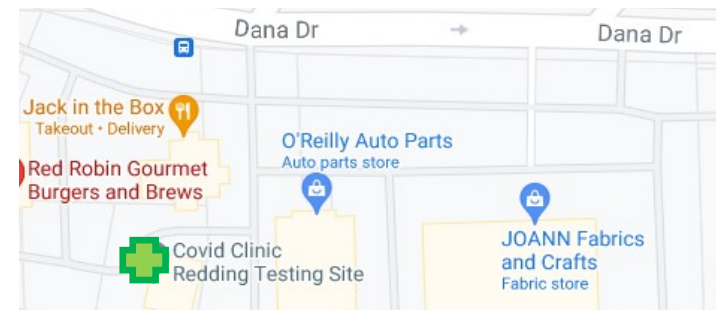 Dana Dr
Dana Dr
Jack in the Box
Takeout • Delivery
O'Reilly Auto Parts
Auto parts store
Red Robin Gourmet
Burgers and Brews
JOANN Fabrics
and Crafts
Fabric store
Covid Clinic
Redding Testing Site